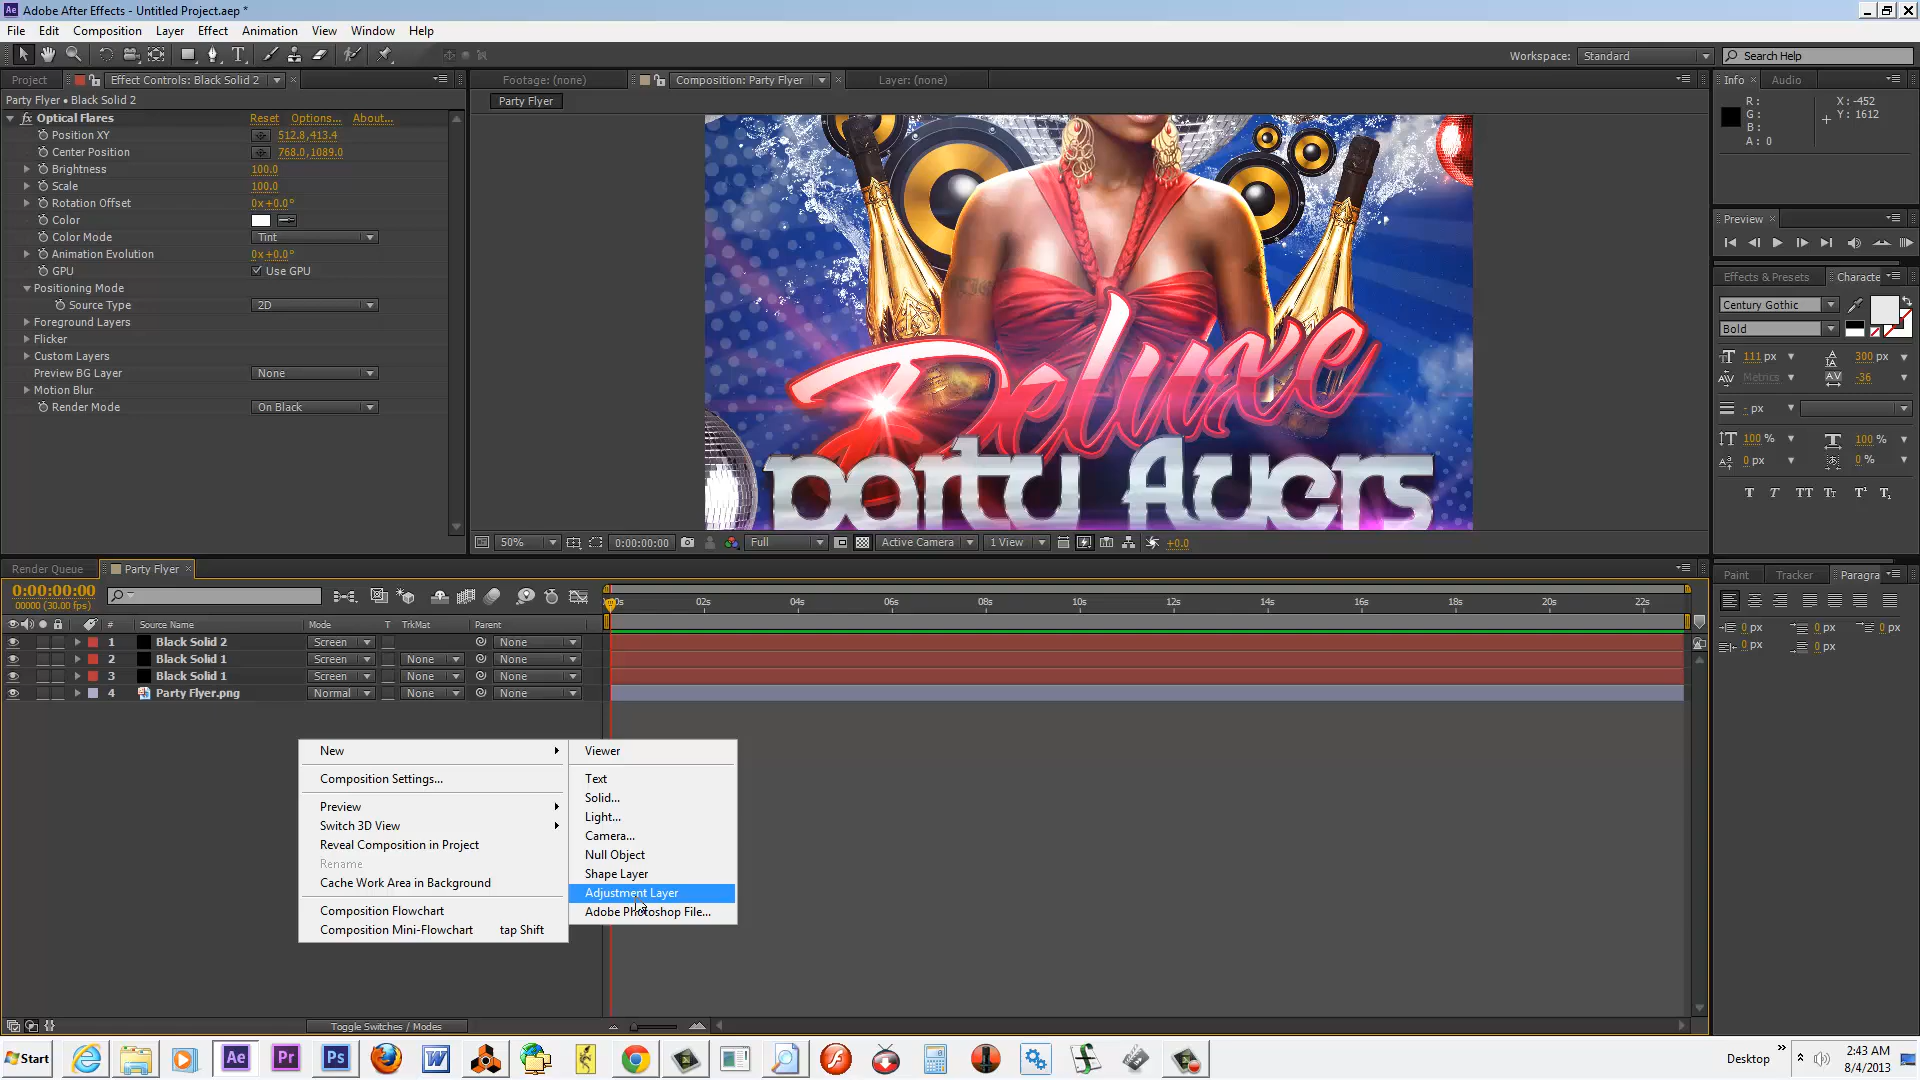 Adobe After Effects - Untitled Project.aep *
File Edit Composition Layer Effect Animation View Window Help
Workspace: Standard Search Help
Project Effect Controls: Black Solid 2
Footage: (none) Composition: Party Flyer Layer: (none)
Info Audio
Party Flyer • Black Solid 2
Party Flyer
fx Optical Flares Reset Options... About...
Position XY 512.8,413.4
Center Position 768.0,1089.0
Brightness 100.0
Scale 100.0
Rotation Offset 0x+0.0°
Color
Color Mode Tint
Animation Evolution 0x+0.0°
GPU Use GPU
Positioning Mode
Source Type 2D
Foreground Layers
Flicker
Custom Layers
Preview BG Layer None
Motion Blur
Render Mode On Black
Deluxe
party flyers
50% 0:00:00:00 Full Active Camera 1 View +0.0
R: X: -452
G: Y: 1612
B:
A: 0
Preview
Effects & Presets Characte
Century Gothic
Bold
111 px 300 px
Metrics -36
- px
100 % 100 %
0 px 0 %
T T TT Tt T¹ T,
Render Queue Party Flyer
0:00:00:00
00000 (30.00 fps)
00s 02s 04s 06s 08s 10s 12s 14s 16s 18s 20s 22s
# Source Name Mode T TrkMat Parent
1 Black Solid 2 Screen None
2 Black Solid 1 Screen None None
3 Black Solid 1 Screen None None
4 Party Flyer.png Normal None None
New
Composition Settings...
Preview
Switch 3D View
Reveal Composition in Project
Rename
Cache Work Area in Background
Composition Flowchart
Composition Mini-Flowchart tap Shift
Viewer
Text
Solid...
Light...
Camera...
Null Object
Shape Layer
Adjustment Layer
Adobe Photoshop File...
Paint Tracker Paragra
0 px 0 px 0 px
0 px 0 px
Toggle Switches / Modes
Start Ae Pr Ps W
Desktop
2:43 AM
8/4/2013